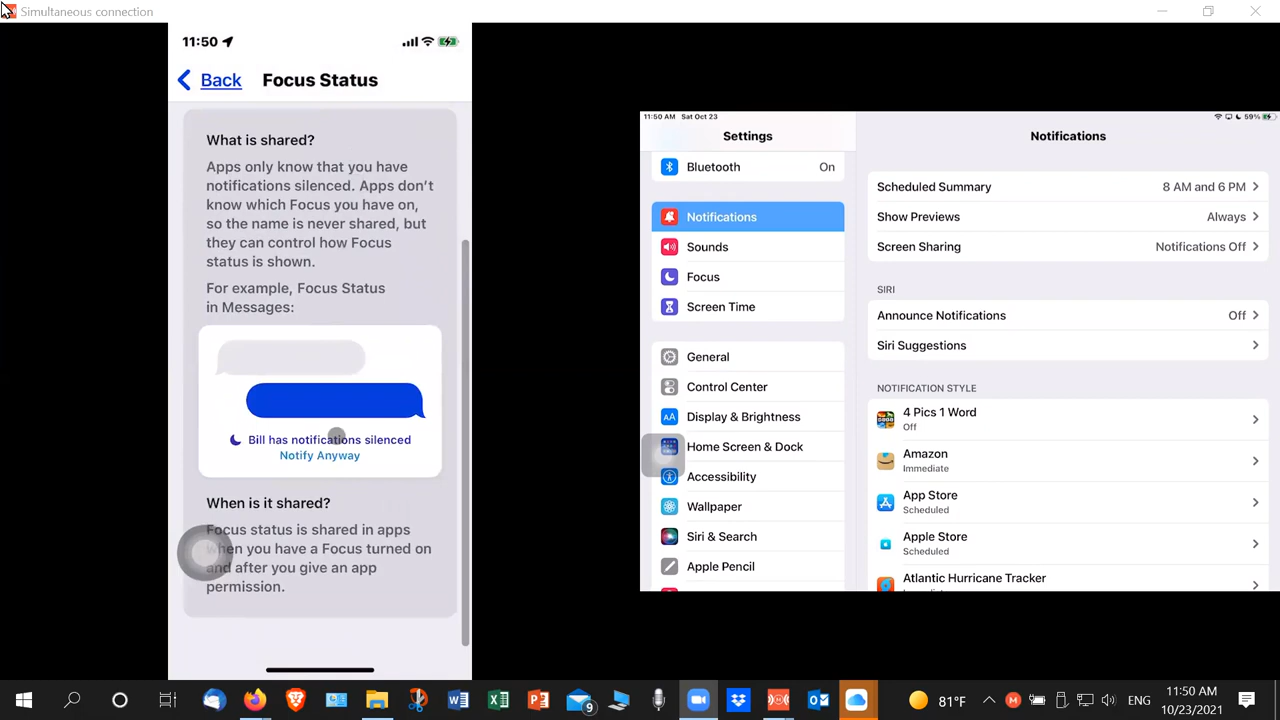 Simultaneous connection
11:50
Back
Focus Status
What is shared?
Apps only know that you have
notifications silenced. Apps don't
know which Focus you have on,
so the name is never shared, but
they can control how Focus
status is shown.
For example, Focus Status
in Messages:
Bill has notifications silenced
Notify Anyway
When is it shared?
Focus status is shared in apps
when you have a Focus turned on
and after you give an app
permission.
11:50 AM Sat Oct 23
59%
Settings
Bluetooth On
Notifications
Sounds
Focus
Screen Time
General
Control Center
Display & Brightness
Home Screen & Dock
Accessibility
Wallpaper
Siri & Search
Apple Pencil
Notifications
Scheduled Summary 8 AM and 6 PM
Show Previews Always
Screen Sharing Notifications Off
SIRI
Announce Notifications Off
Siri Suggestions
NOTIFICATION STYLE
4 Pics 1 Word
Off
Amazon
Immediate
App Store
Scheduled
Apple Store
Scheduled
Atlantic Hurricane Tracker
9
81°F
ENG
11:50 AM
10/23/2021